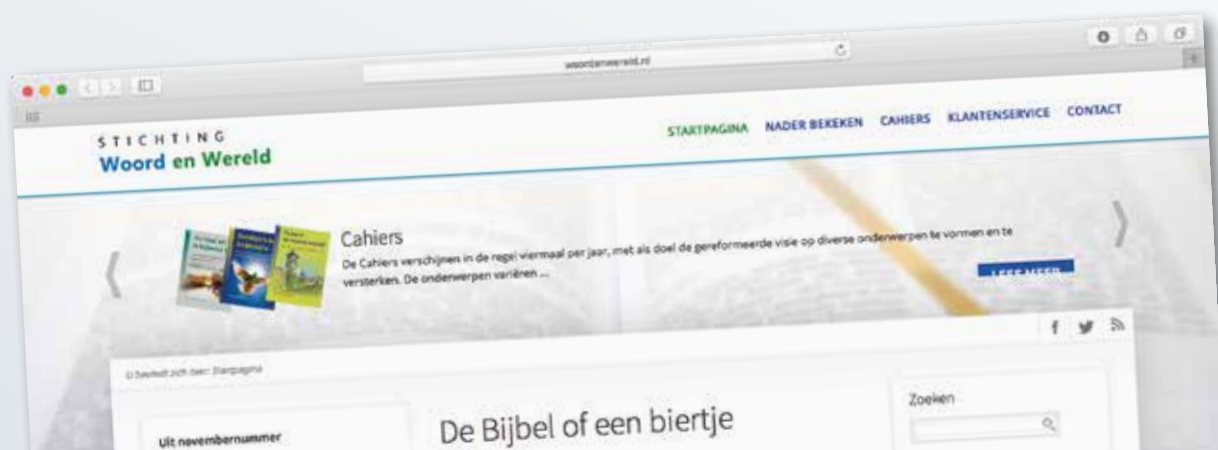 woordenwereld.nl
STICHTING
Woord en Wereld
STARTPAGINA NADER BEKEKEN CAHIERS KLANTENSERVICE CONTACT
Cahiers
De Cahiers verschijnen in de regel viermaal per jaar, met als doel de gereformeerde visie op diverse onderwerpen te vormen en te
versterken. De onderwerpen variëren ...
LEES MEER
U bevindt zich hier: Startpagina
Zoeken
Uit novembernummer
De Bijbel of een biertje